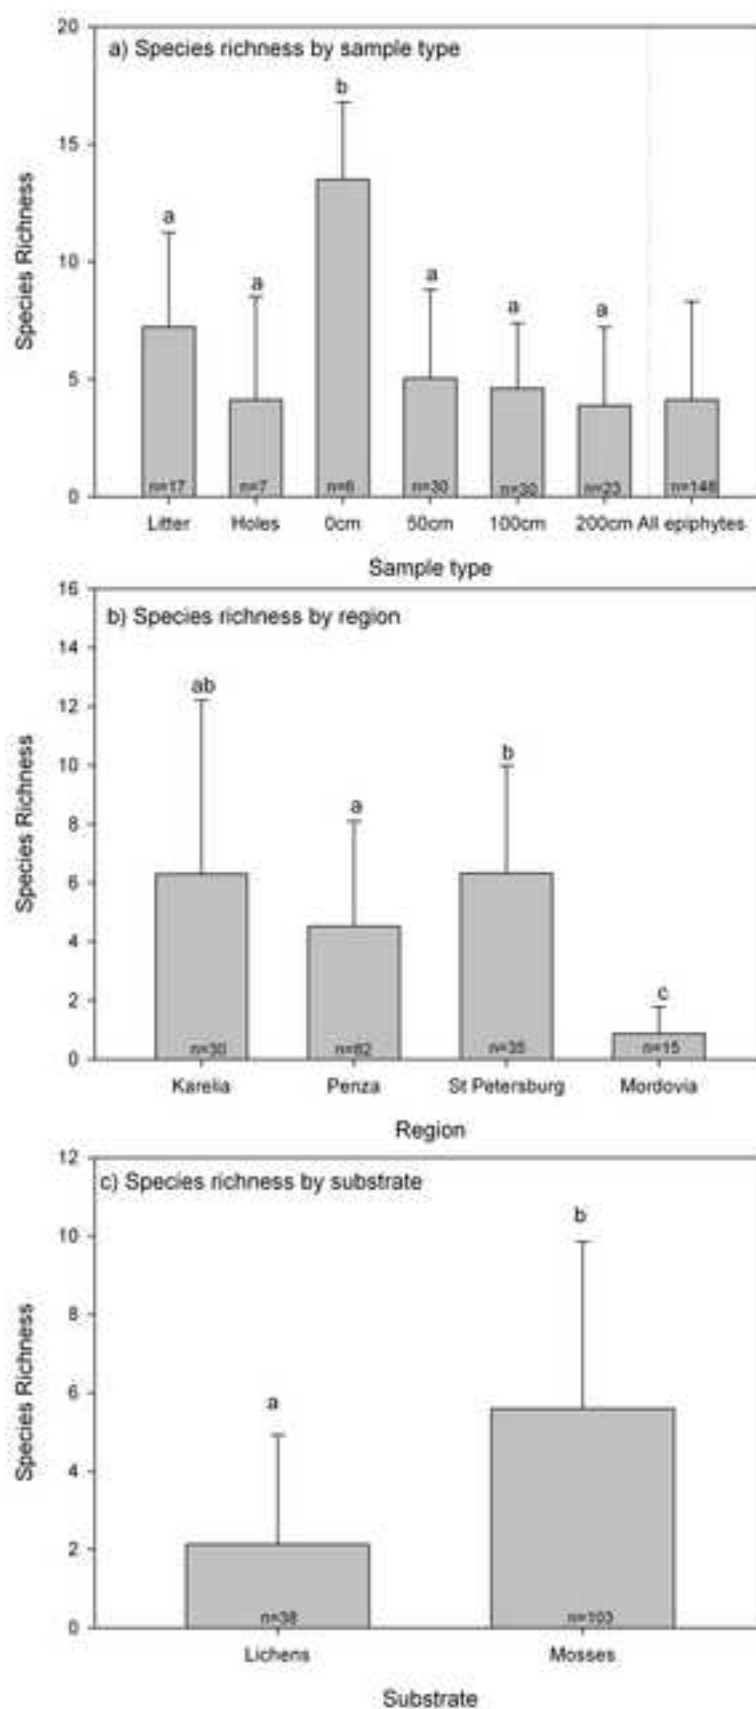 a) Species richness by sample type
20
15
10
5
0
Species Richness
a
a
b
a
a
a
n=17
n=7
n=6
n=30
n=30
n=23
n=148
Litter
Holes
0cm
50cm
100cm
200cm
All epiphytes
Sample type
b) Species richness by region
16
14
12
10
8
6
4
2
0
Species Richness
ab
a
b
c
n=30
n=62
n=35
n=15
Karelia
Penza
St Petersburg
Mordovia
Region
c) Species richness by substrate
12
10
8
6
4
2
0
Species Richness
a
b
n=38
n=103
Lichens
Mosses
Substrate